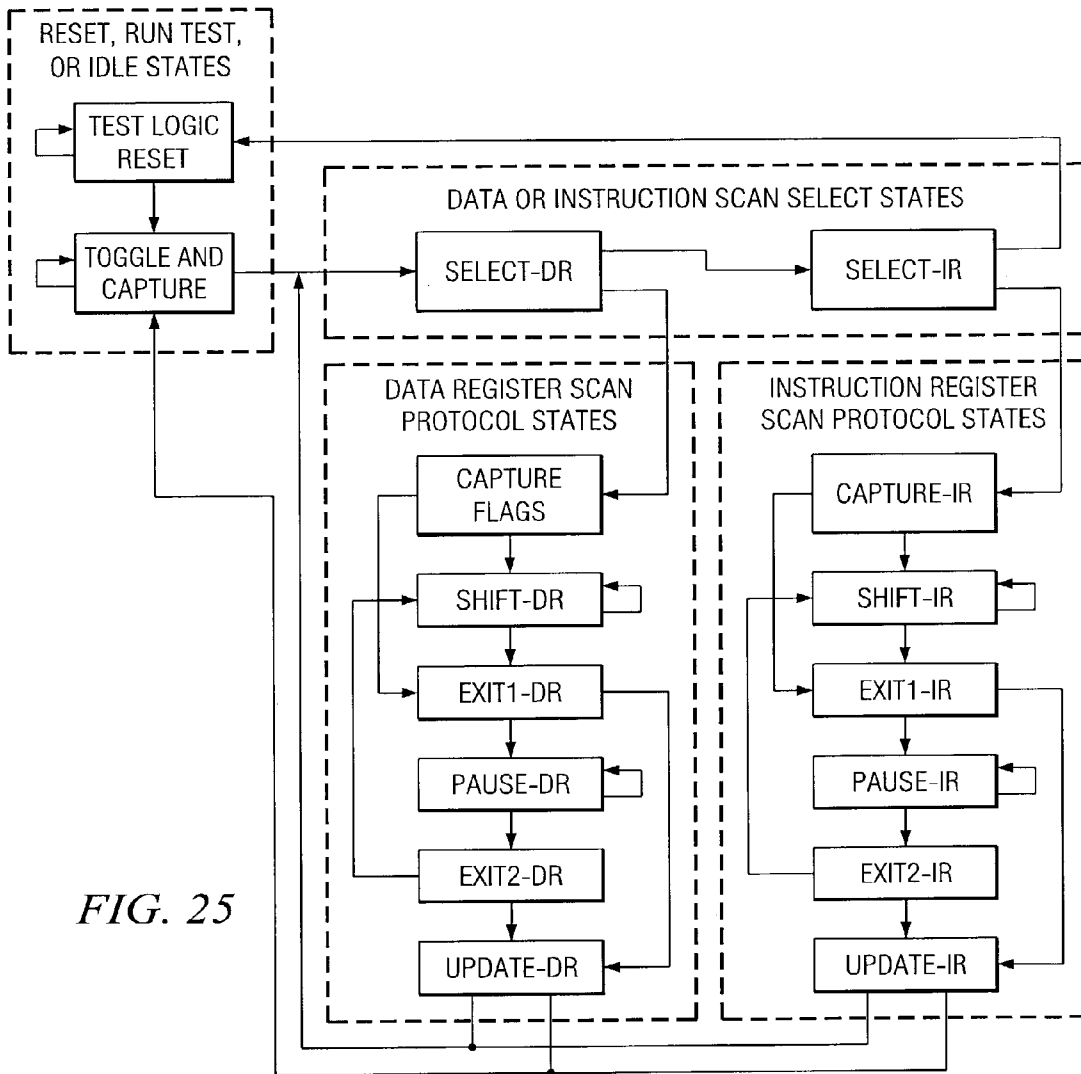 RESET, RUN TEST,
OR IDLE STATES
TEST LOGIC
RESET
TOGGLE AND
CAPTURE
DATA OR INSTRUCTION SCAN SELECT STATES
SELECT-DR
SELECT-IR
DATA REGISTER SCAN
PROTOCOL STATES
CAPTURE
FLAGS
SHIFT-DR
EXIT1-DR
PAUSE-DR
EXIT2-DR
UPDATE-DR
INSTRUCTION REGISTER
SCAN PROTOCOL STATES
CAPTURE-IR
SHIFT-IR
EXIT1-IR
PAUSE-IR
EXIT2-IR
UPDATE-IR
FIG. 25